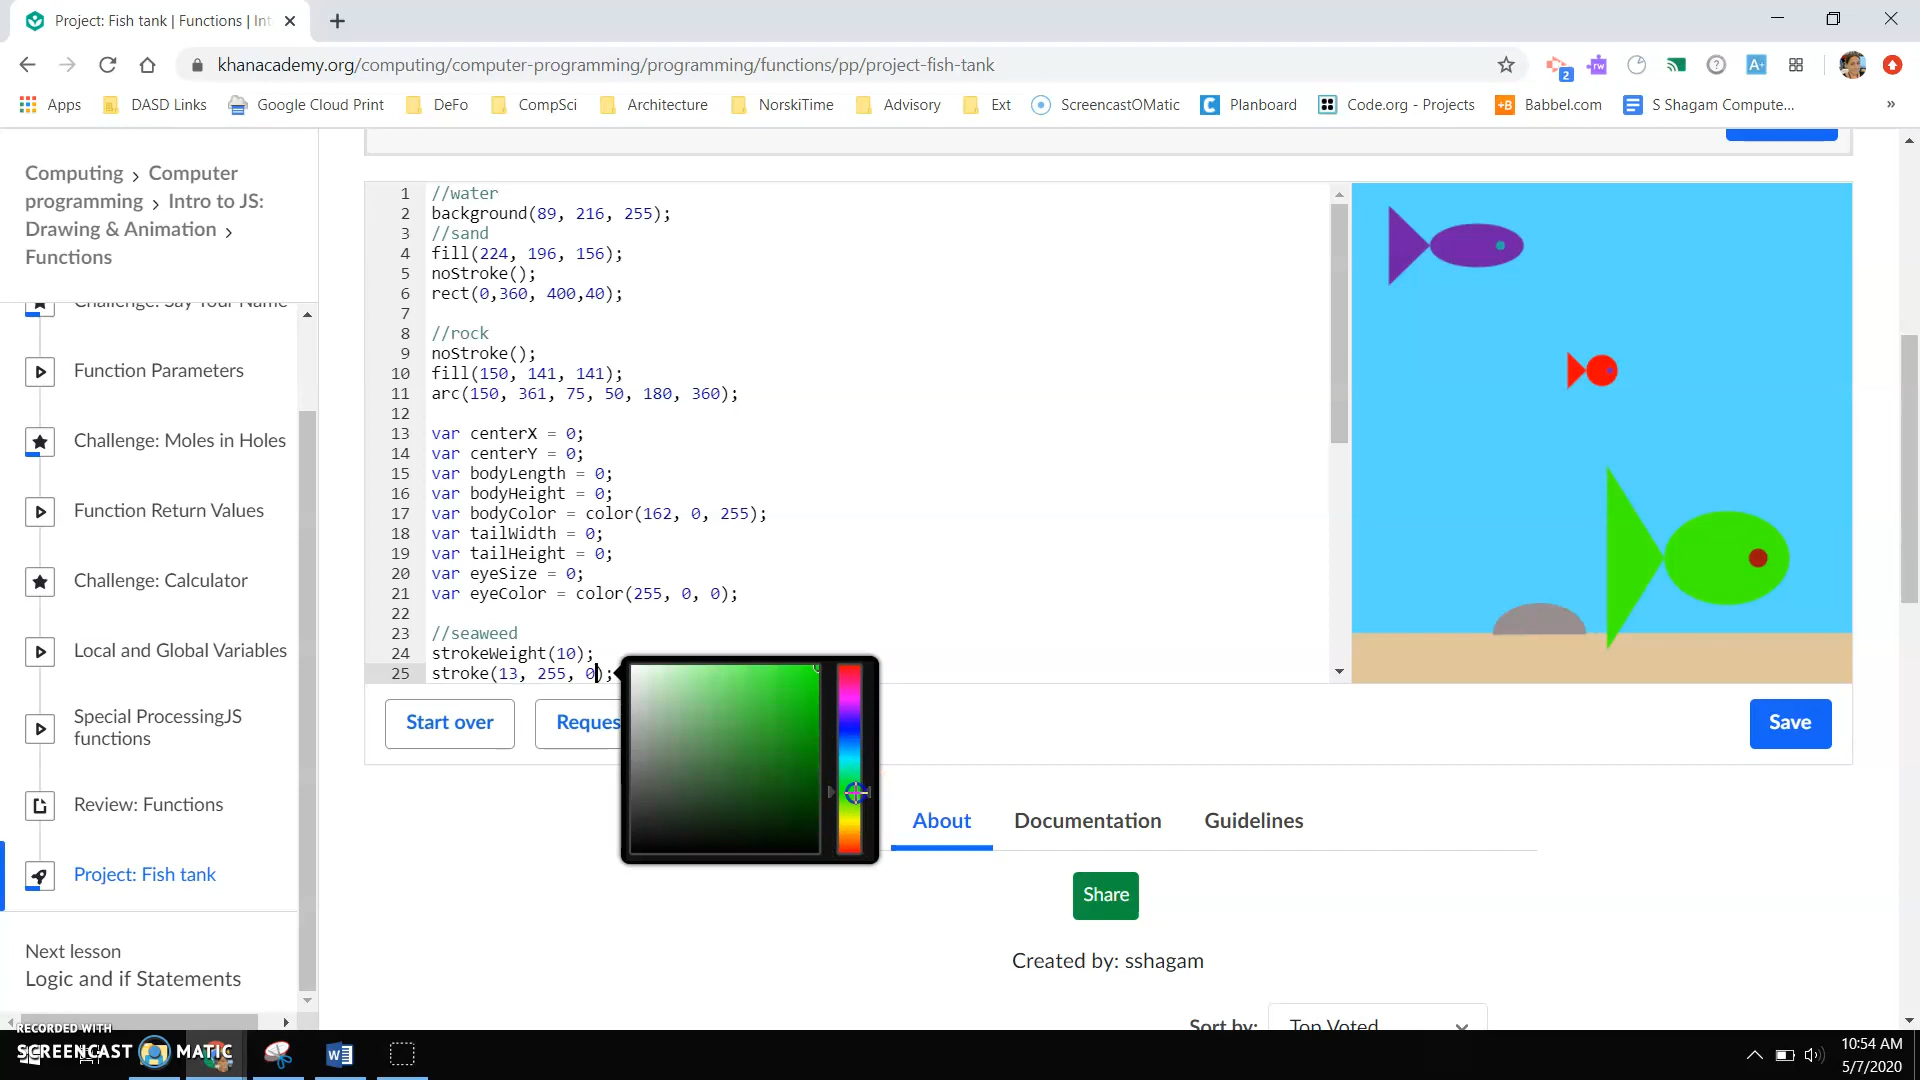 Project: Fish tank | Functions | Int
khanacademy.org/computing/computer-programming/programming/functions/pp/project-fish-tank
2
rw
A+
Apps
DASD Links
Google Cloud Print
DeFo
CompSci
Architecture
NorskiTime
Advisory
Ext
ScreencastOMatic
Planboard
Code.org - Projects
+B
Babbel.com
S Shagam Compute...
»
Computing > Computer
programming > Intro to JS:
Drawing & Animation >
Functions
Challenge: Say Your Name
Function Parameters
Challenge: Moles in Holes
Function Return Values
Challenge: Calculator
Local and Global Variables
Special ProcessingJS
functions
Review: Functions
Project: Fish tank
Next lesson
Logic and if Statements
1 //water
2 background(89, 216, 255);
3 //sand
4 fill(224, 196, 156);
5 noStroke();
6 rect(0,360, 400,40);
7
8 //rock
9 noStroke();
10 fill(150, 141, 141);
11 arc(150, 361, 75, 50, 180, 360);
12
13 var centerX = 0;
14 var centerY = 0;
15 var bodyLength = 0;
16 var bodyHeight = 0;
17 var bodyColor = color(162, 0, 255);
18 var tailWidth = 0;
19 var tailHeight = 0;
20 var eyeSize = 0;
21 var eyeColor = color(255, 0, 0);
22
23 //seaweed
24 strokeWeight(10);
25 stroke(13, 255, 0);
Start over
Reques
Save
About
Documentation
Guidelines
Share
Created by: sshagam
Sort by:
Top Voted
RECORDED WITH
SCREENCAST MATIC
10:54 AM
5/7/2020